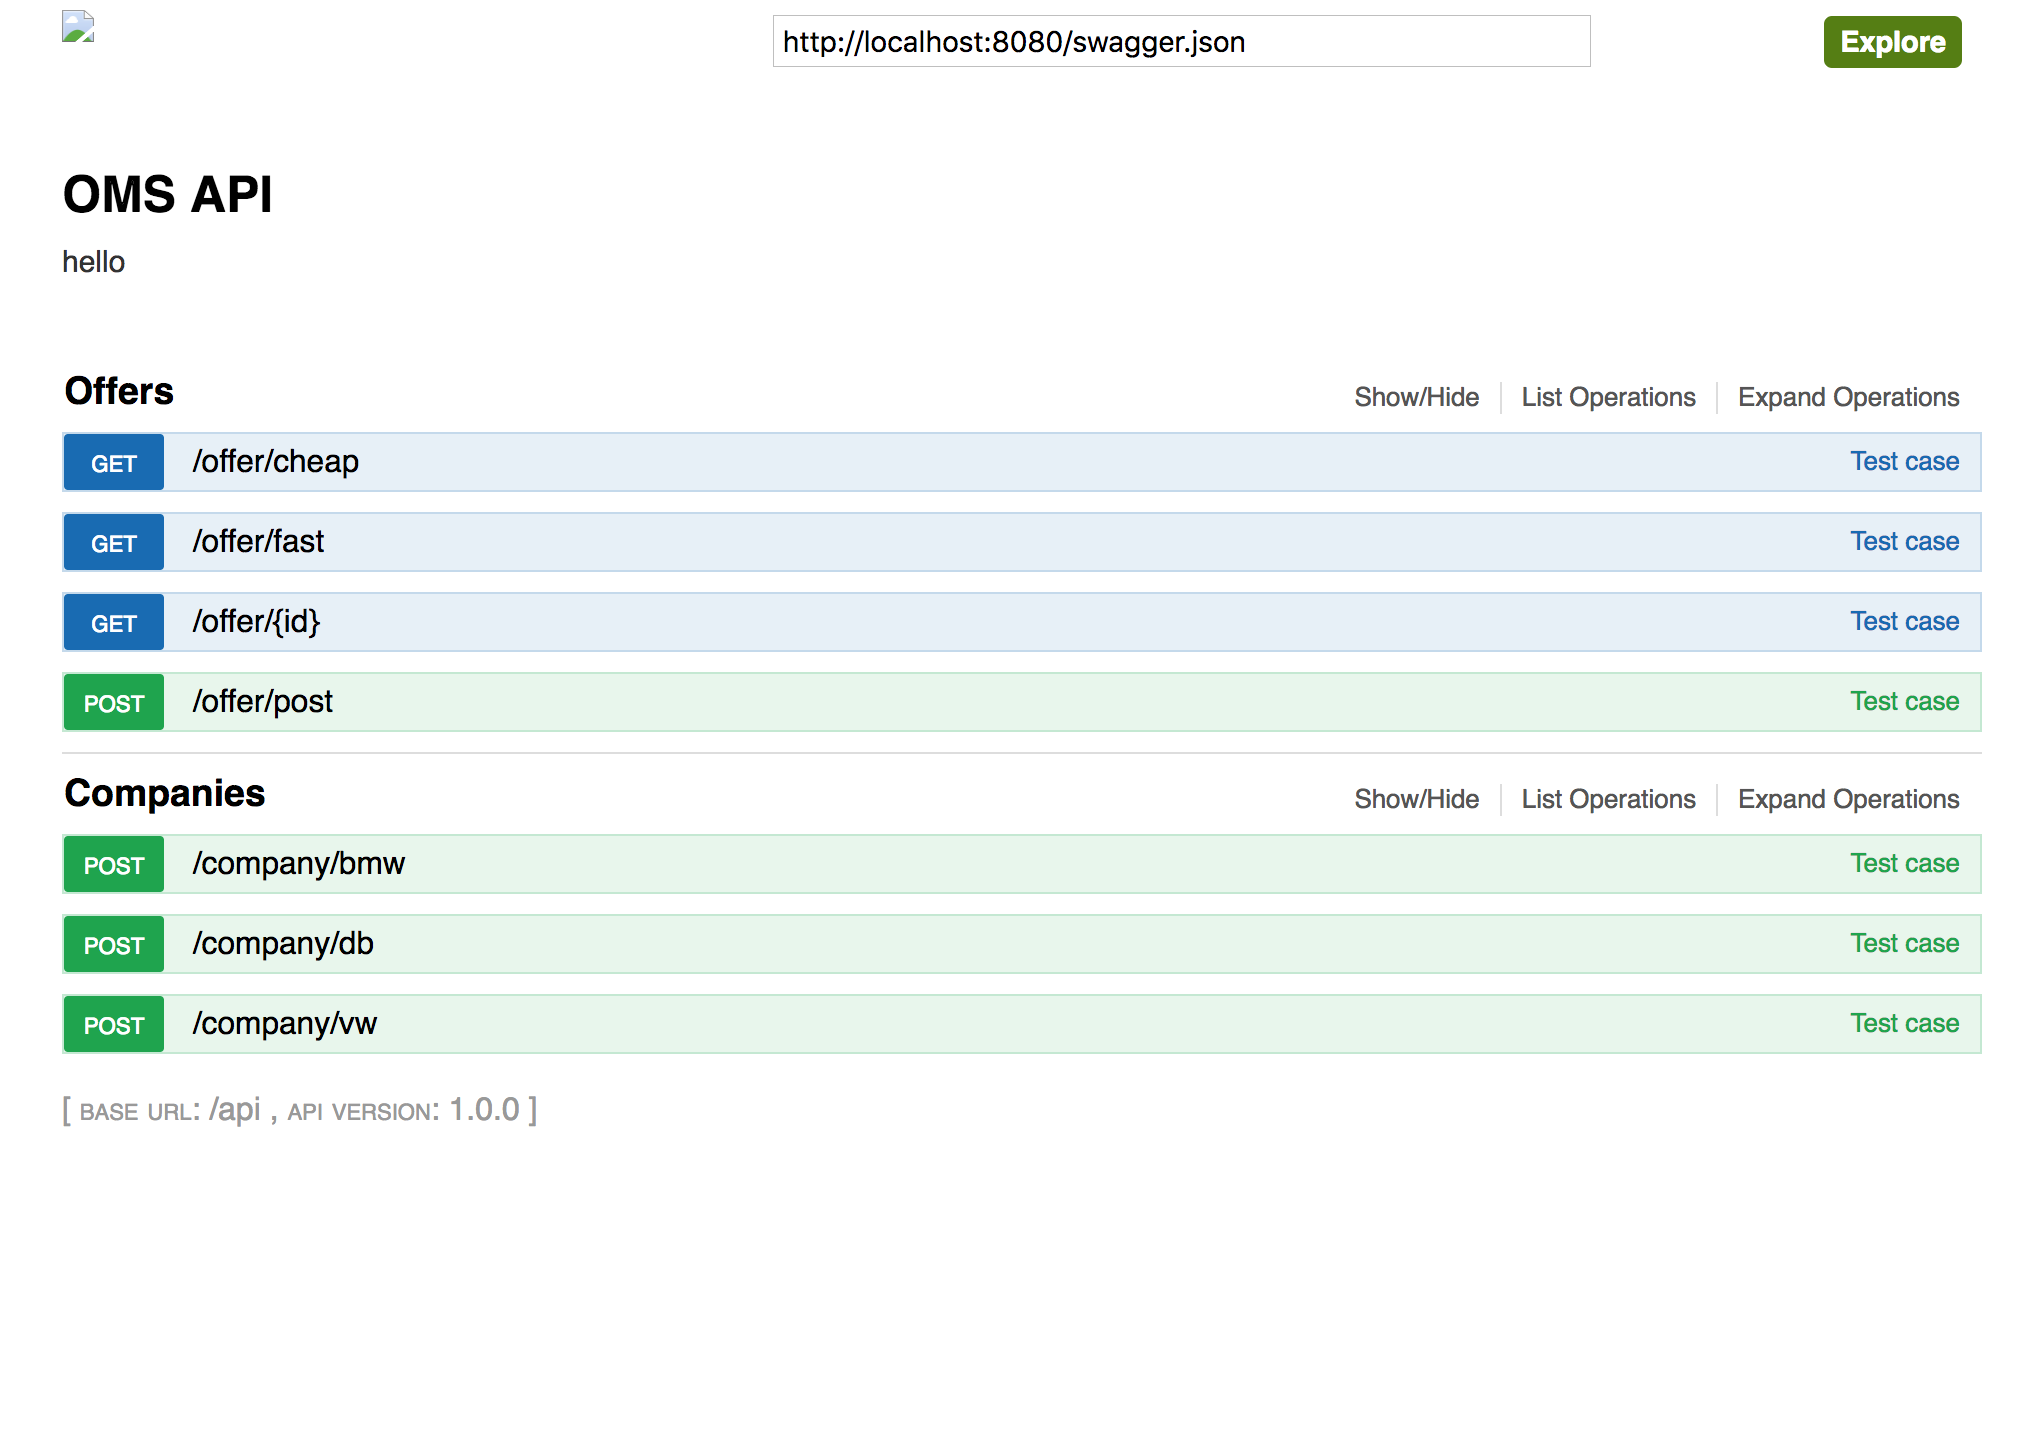 http://localhost:8080/swagger.json Explore
OMS API
hello
Offers Show/Hide List Operations Expand Operations
GET /offer/cheap Test case
GET /offer/fast Test case
GET /offer/{id} Test case
POST /offer/post Test case
Companies Show/Hide List Operations Expand Operations
POST /company/bmw Test case
POST /company/db Test case
POST /company/vw Test case
[ BASE URL: /api , API VERSION: 1.0.0 ]